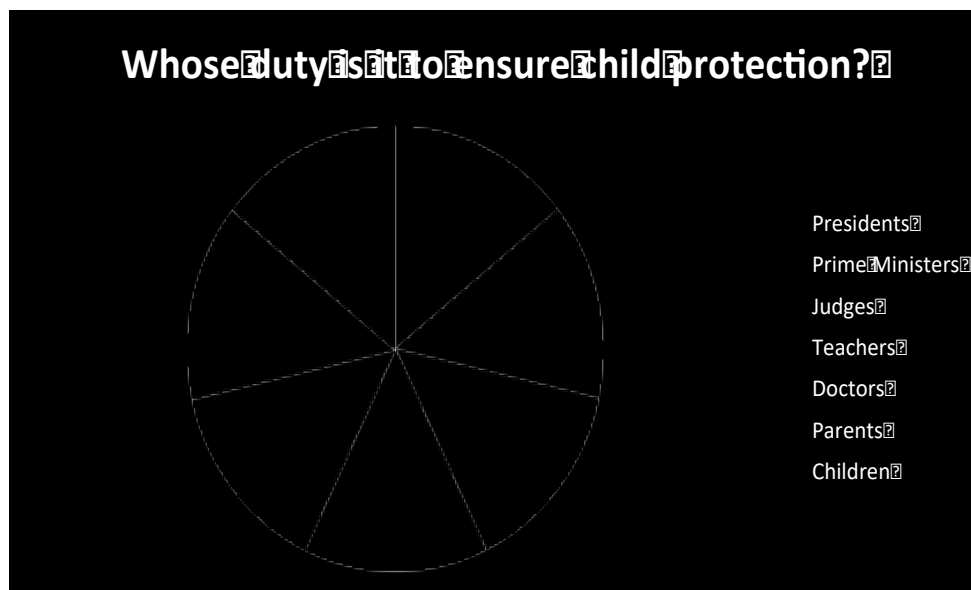 Whose duty is it to ensure child protection?
Presidents
Prime Ministers
Judges
Teachers
Doctors
Parents
Children